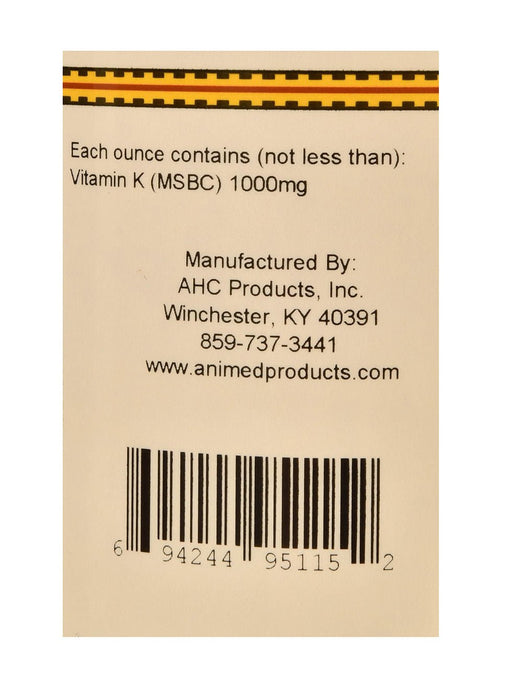 Each ounce contains (not less than):
Vitamin K (MSBC) 1000mg
Manufactured By:
AHC Products, Inc.
Winchester, KY 40391
859-737-3441
www.animedproducts.com
6 94244 95115 2